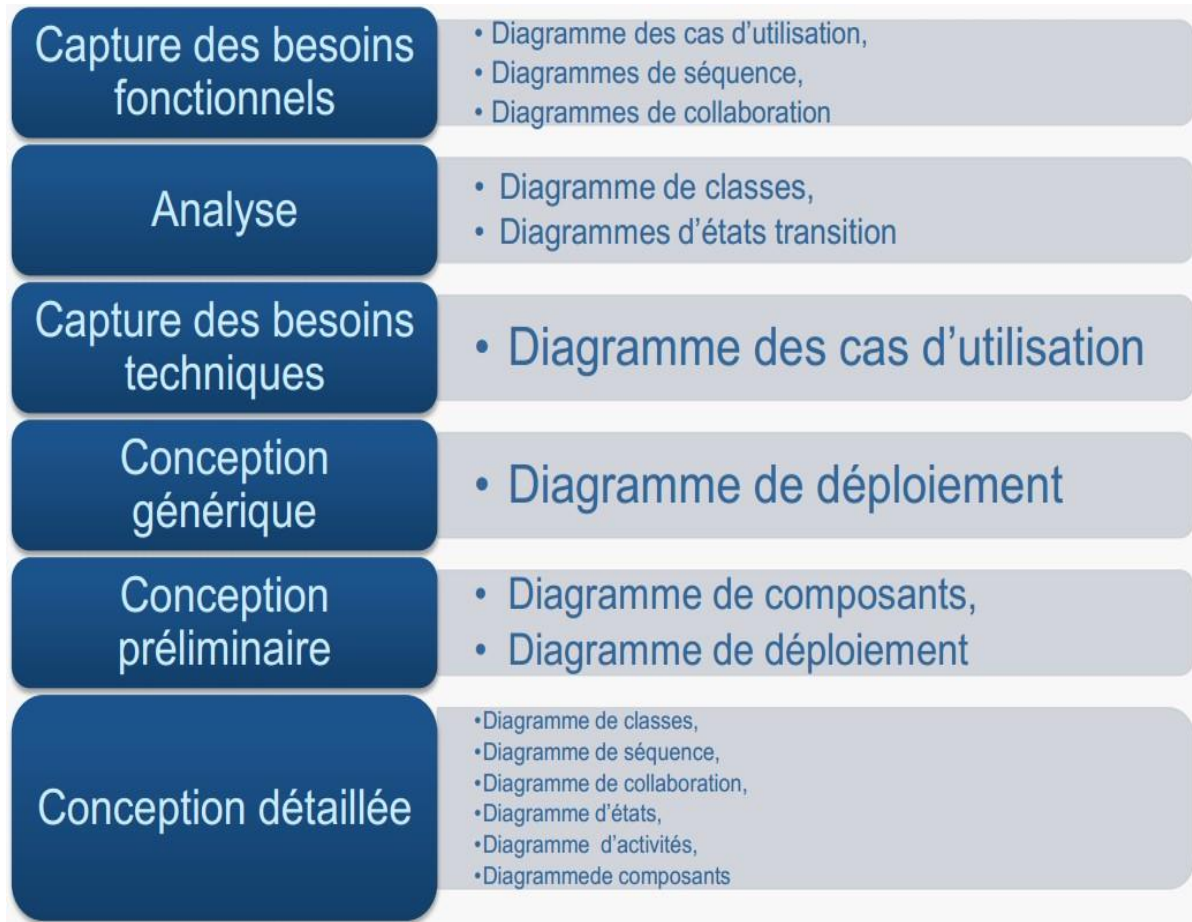 Capture des besoins
fonctionnels
• Diagramme des cas d’utilisation,
• Diagrammes de séquence,
• Diagrammes de collaboration
Analyse
• Diagramme de classes,
• Diagrammes d’états transition
Capture des besoins
techniques
• Diagramme des cas d’utilisation
Conception
générique
• Diagramme de déploiement
Conception
préliminaire
• Diagramme de composants,
• Diagramme de déploiement
Conception détaillée
•Diagramme de classes,
•Diagramme de séquence,
•Diagramme de collaboration,
•Diagramme d’états,
•Diagramme d’activités,
•Diagrammede composants